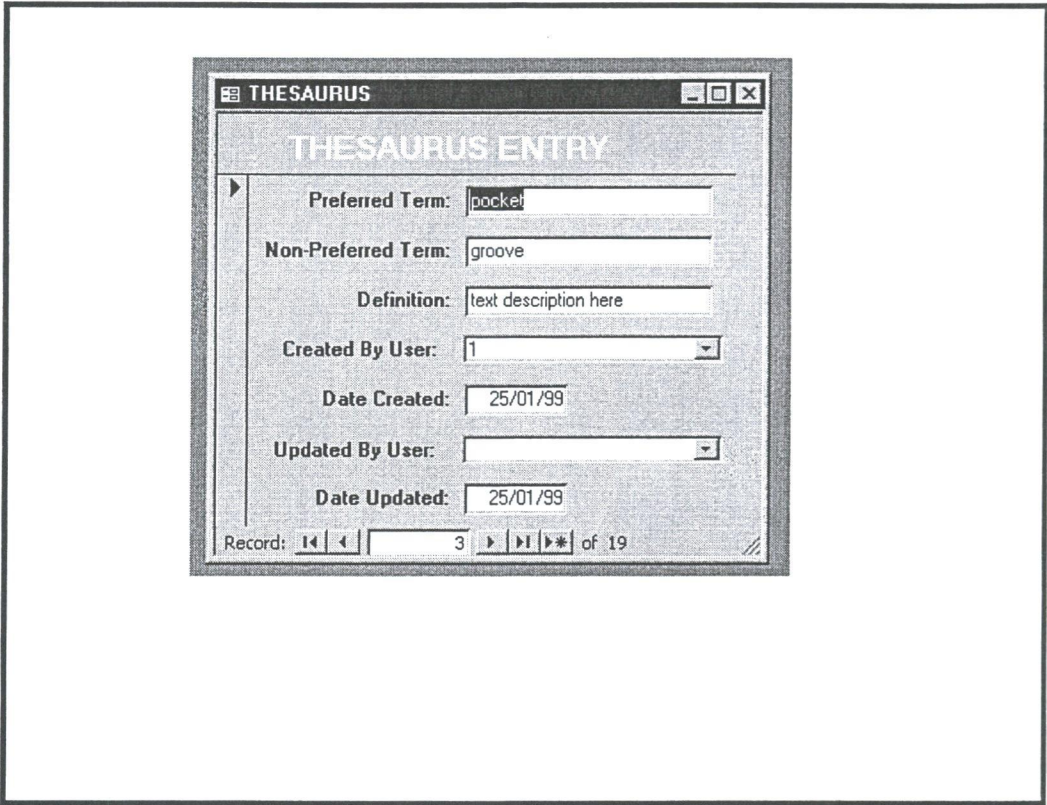 THESAURUS
THESAURUS ENTRY
Preferred Term: pocket
Non-Preferred Term: groove
Definition: text description here
Created By User: 1
Date Created: 25/01/99
Updated By User:
Date Updated: 25/01/99
Record: 3 of 19